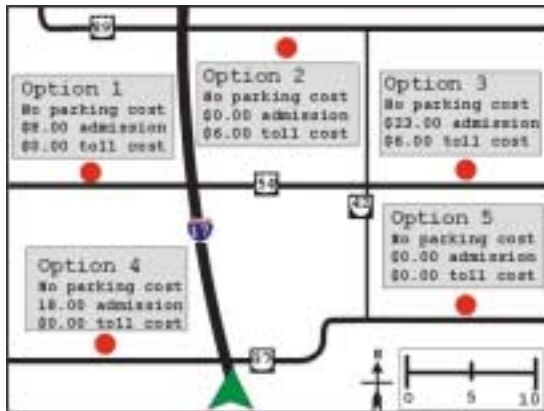 89
Option 1
No parking cost
$8.00 admission
$0.00 toll cost
Option 2
No parking cost
$0.00 admission
$6.00 toll cost
Option 3
No parking cost
$23.00 admission
$6.00 toll cost
54
43
17
Option 4
No parking cost
18.00 admission
$0.00 toll cost
Option 5
No parking cost
$0.00 admission
$0.00 toll cost
N
0 5 10